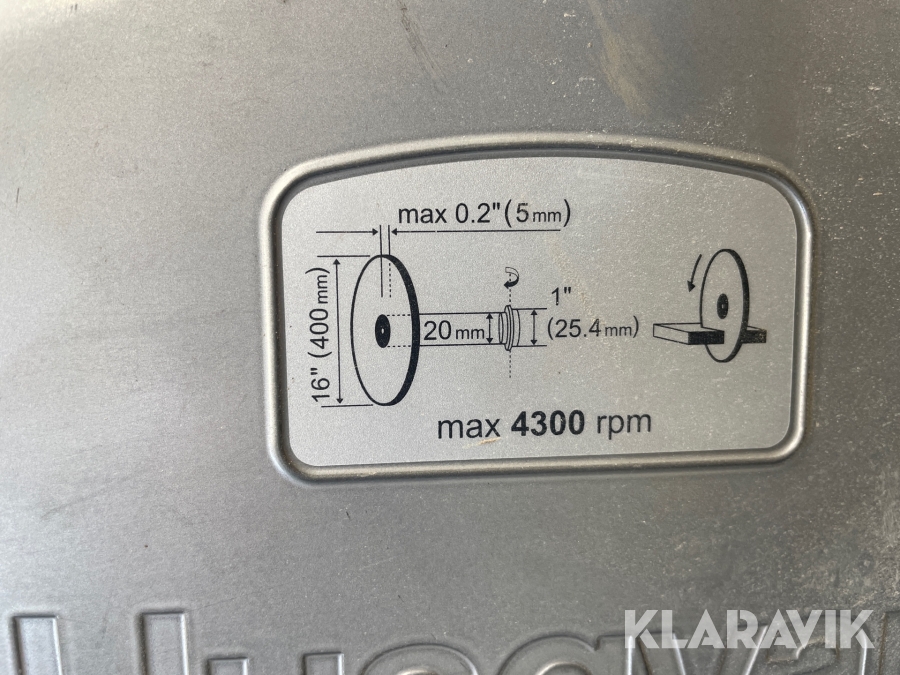 max 0.2" (5mm)
16" (400mm)
20mm
1"
(25.4mm)
max 4300 rpm
KLARAVIK